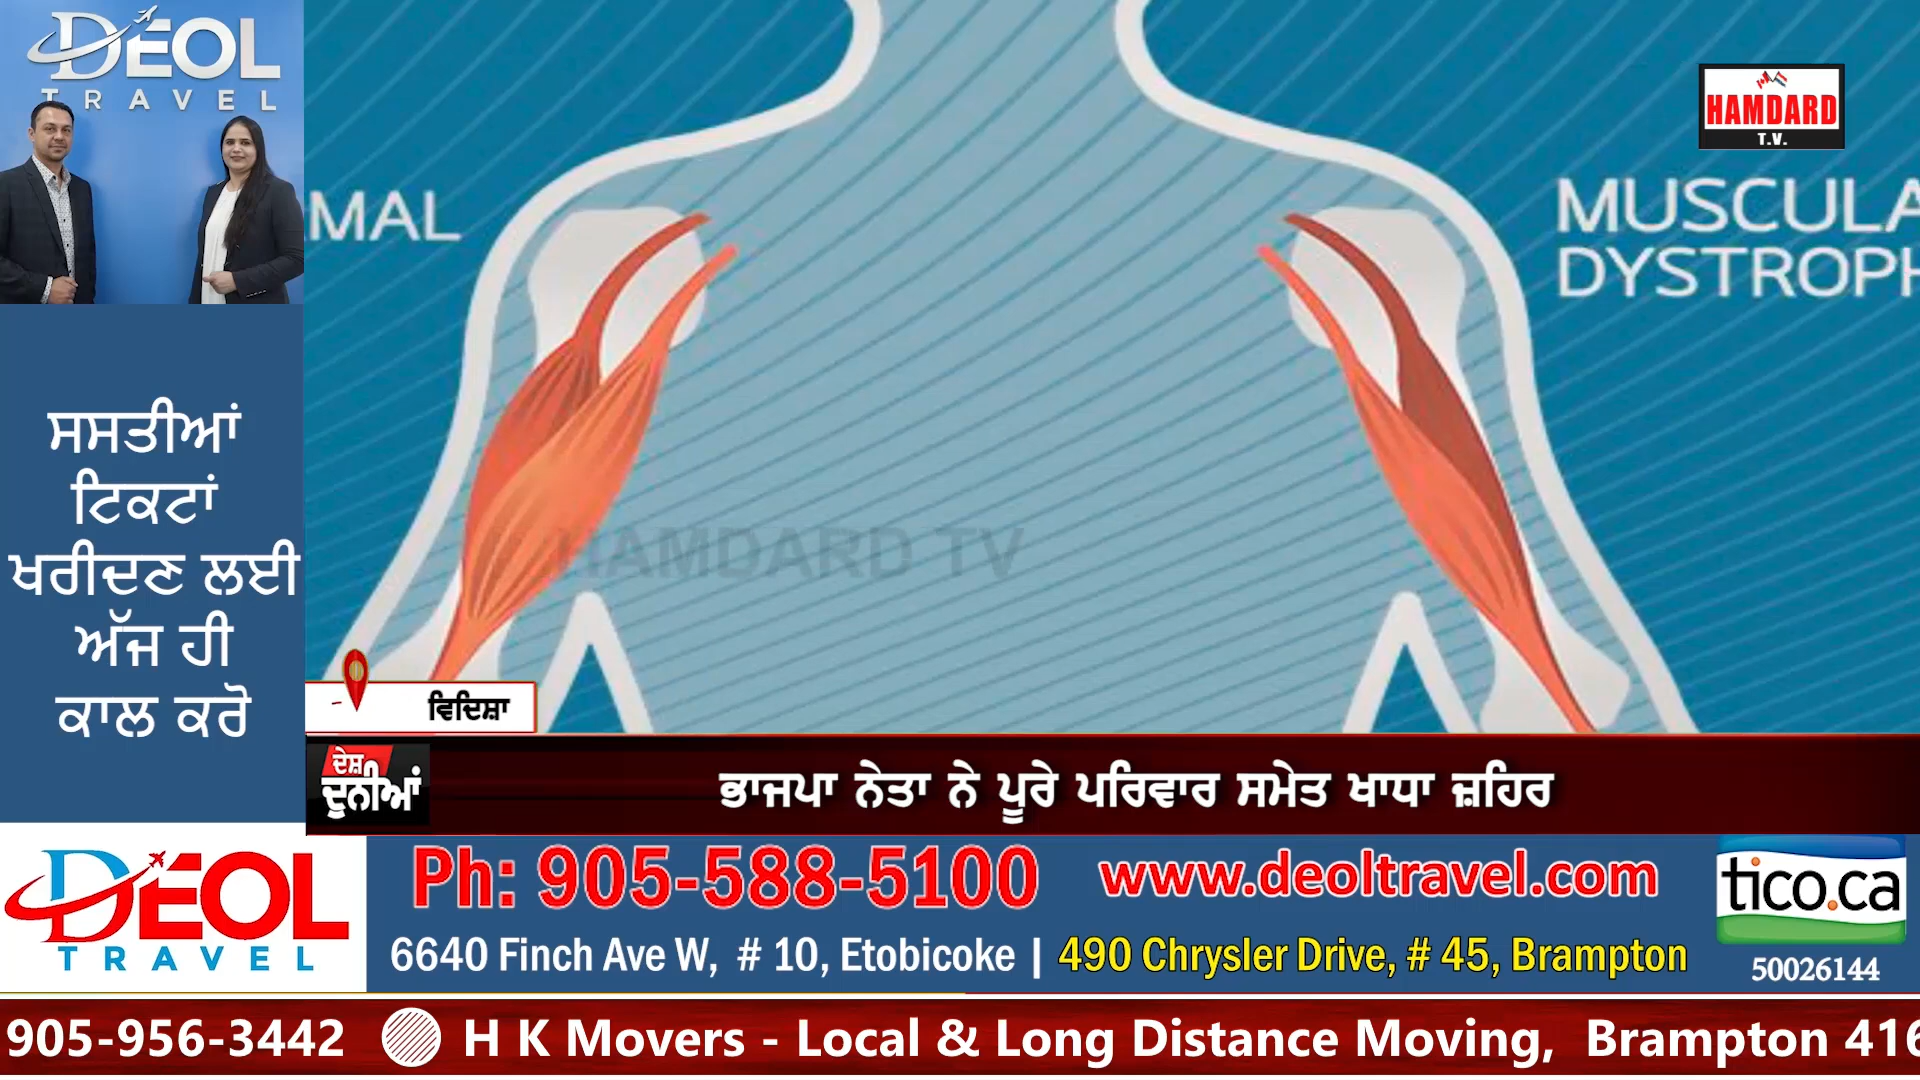 DEOL
TRAVEL
HAMDARD
T.V.
MAL
MUSCULA
DYSTROPH
ਸਸਤੀਆਂ
ਟਿਕਟਾਂ
ਖਰੀਦਣ ਲਈ
ਅੱਜ ਹੀ
ਕਾਲ ਕਰੋ
HAMDARD TV
ਵਿਦਿਸ਼ਾ
ਦੇਸ਼
ਦੁਨੀਆਂ
ਭਾਜਪਾ ਨੇਤਾ ਨੇ ਪੂਰੇ ਪਰਿਵਾਰ ਸਮੇਤ ਖਾਧਾ ਜ਼ਹਿਰ
DEOL
TRAVEL
Ph: 905-588-5100 www.deoltravel.com
6640 Finch Ave W, # 10, Etobicoke | 490 Chrysler Drive, # 45, Brampton
tico.ca
50026144
905-956-3442 H K Movers - Local & Long Distance Moving, Brampton 416